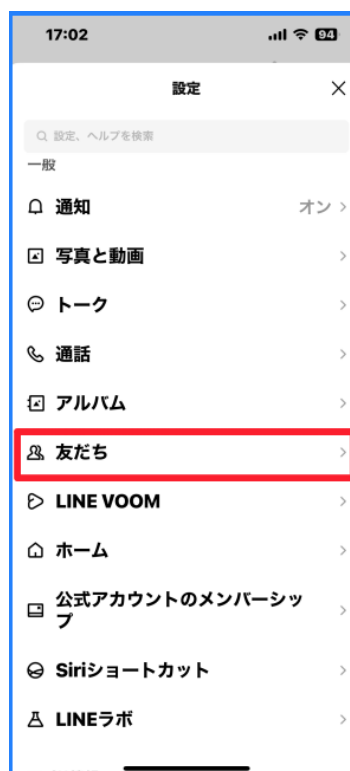 17:02
94
設定
設定、ヘルプを検索
一般
通知
オン
写真と動画
トーク
通話
アルバム
友だち
LINE VOOM
ホーム
公式アカウントのメンバーシッ
プ
Siriショートカット
LINEラボ